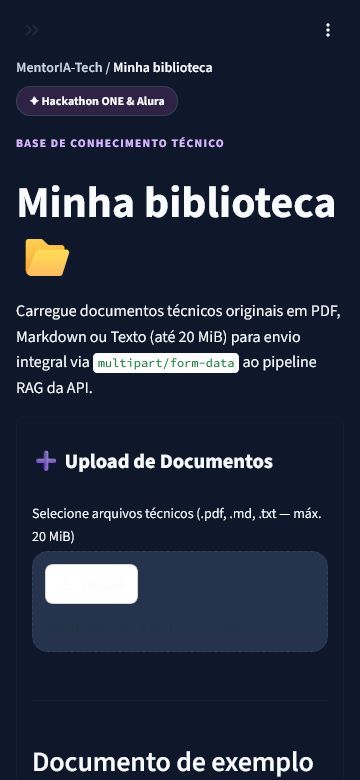 MentorIA-Tech / Minha biblioteca
✦ Hackathon ONE & Alura
BASE DE CONHECIMENTO TÉCNICO
Minha biblioteca
Carregue documentos técnicos originais em PDF,
Markdown ou Texto (até 20 MiB) para envio
integral via multipart/form-data ao pipeline
RAG da API.
Upload de Documentos
Selecione arquivos técnicos (.pdf, .md, .txt — máx.
20 MiB)
Documento de exemplo